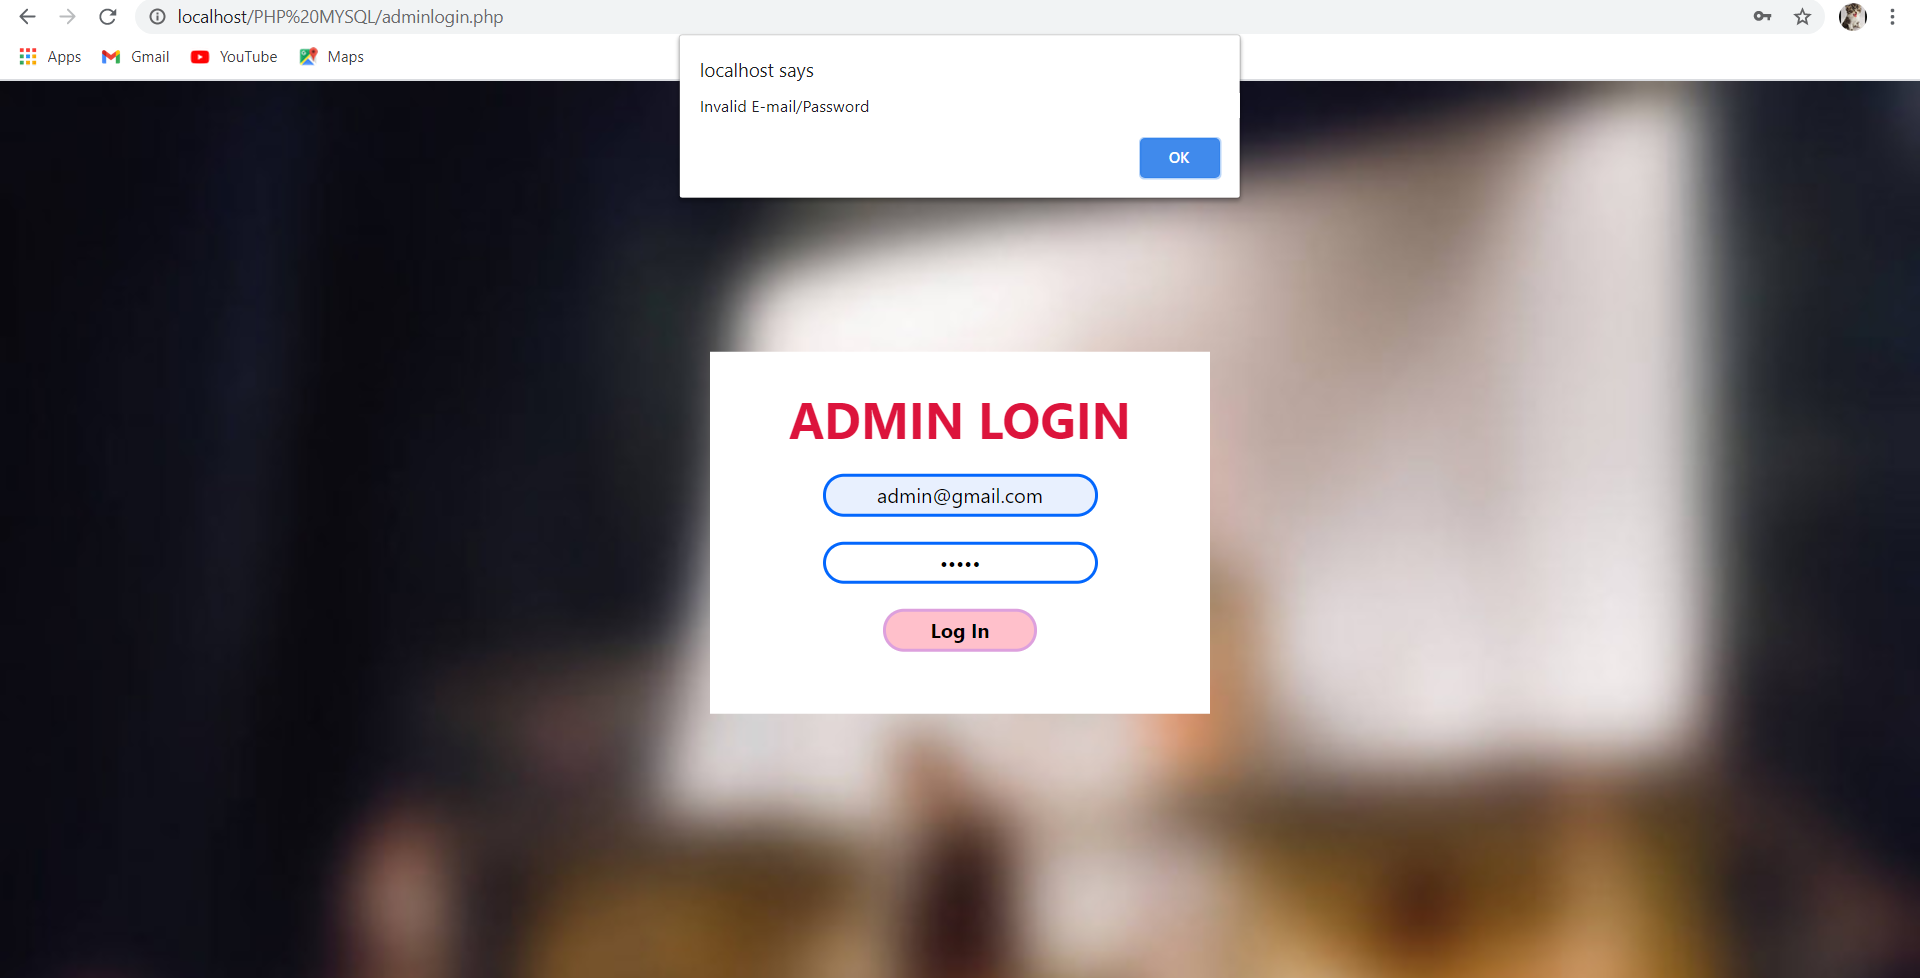 localhost/PHP%20MYSQL/adminlogin.php
Apps Gmail YouTube Maps
localhost says
Invalid E-mail/Password
OK
ADMIN LOGIN
admin@gmail.com
•••••
Log In